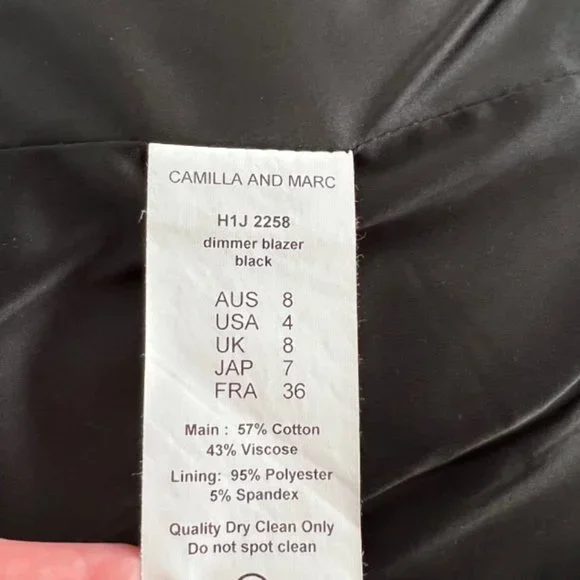 CAMILLA AND MARC
H1J 2258
dimmer blazer
black
AUS 8
USA 4
UK 8
JAP 7
FRA 36
Main : 57% Cotton
43% Viscose
Lining: 95% Polyester
5% Spandex
Quality Dry Clean Only
Do not spot clean